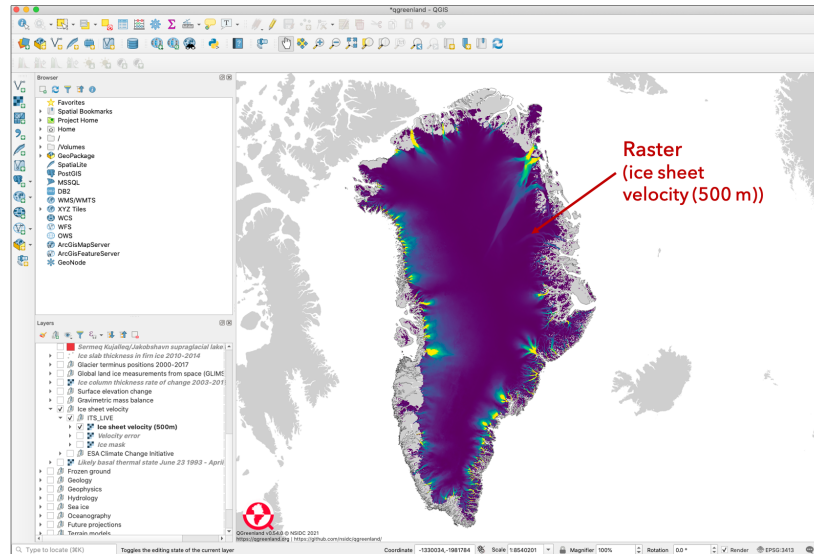 *qgreenland - QGIS
Browser
Favorites
Spatial Bookmarks
Project Home
Home
/
/Volumes
GeoPackage
SpatiaLite
PostGIS
MSSQL
DB2
WMS/WMTS
XYZ Tiles
WCS
WFS
OWS
ArcGisMapServer
ArcGisFeatureServer
GeoNode
Raster
(ice sheet
velocity (500 m))
Layers
Sermeq Kujalleq/Jakobshavn supraglacial lake
Ice slab thickness in firn ice 2010-2014
Glacier terminus positions 2000-2017
Global land ice measurements from space (GLIMS
Ice column thickness rate of change 2003-201
Surface elevation change
Gravimetric mass balance
Ice sheet velocity
ITS_LIVE
Ice sheet velocity (500m)
Velocity error
Ice mask
ESA Climate Change Initiative
Likely basal thermal state June 23 1993 - April
Frozen ground
Geology
Geophysics
Hydrology
Sea ice
Oceanography
Future projections
Terrain models
QGreenland v0.54.0 © NSIDC 2021
https://qgreenland.org | https://github.com/nsidc/qgreenland/
Type to locate (⌘K) Toggles the editing state of the current layer Coordinate -1330034,-1981784 Scale 1:8540201 Magnifier 100% Rotation 0.0 ° Render EPSG:3413